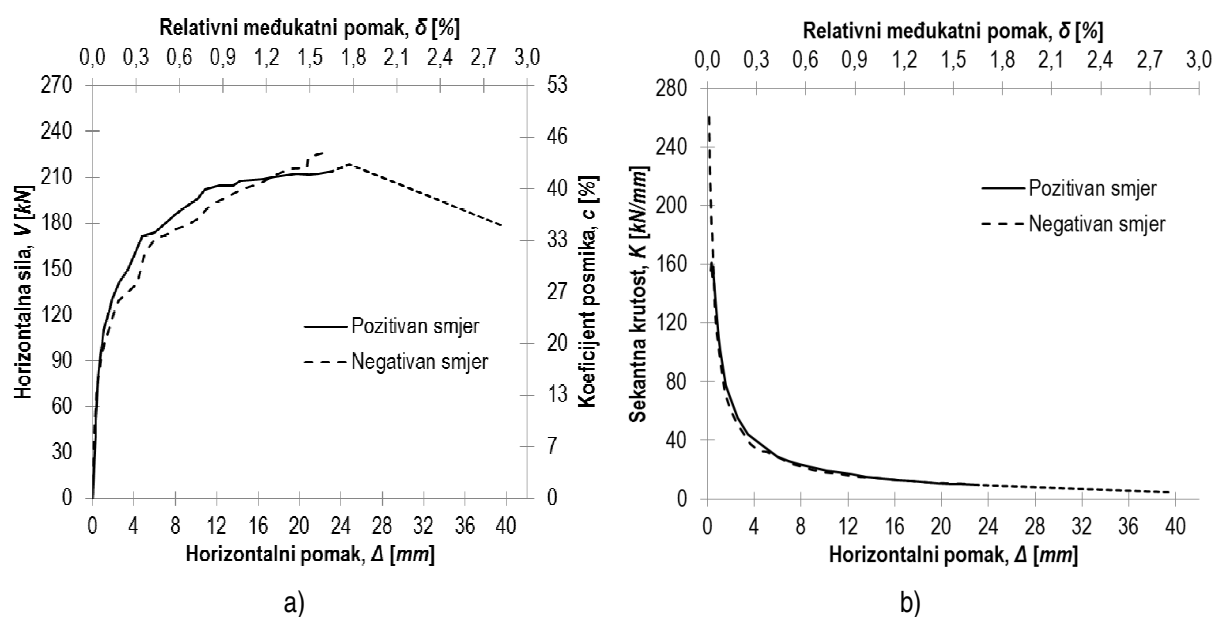 Relativni međukatni pomak, δ [%]
0,0 0,3 0,6 0,9 1,2 1,5 1,8 2,1 2,4 2,7 3,0
270
240
210
180
150
120
90
60
30
0
Horizontalna sila, V [kN]
53
46
40
33
26
20
13
7
0
Koeficijent posmika, c [%]
Pozitivan smjer
Negativan smjer
0 4 8 12 16 20 24 28 32 36 40
Horizontalni pomak, Δ [mm]
a)
Relativni međukatni pomak, δ [%]
0,0 0,3 0,6 0,9 1,2 1,5 1,8 2,1 2,4 2,7 3,0
280
240
200
160
120
80
40
0
Sekantna krutost, K [kN/mm]
Pozitivan smjer
Negativan smjer
0 4 8 12 16 20 24 28 32 36 40
Horizontalni pomak, Δ [mm]
b)